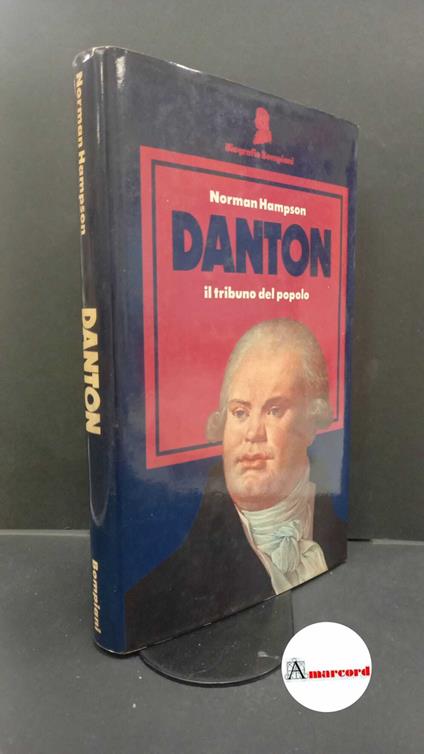 Norman Hampson
DANTON
Bompiani
Biografie Bompiani
Norman Hampson
DANTON
il tribuno del popolo
Amarcord